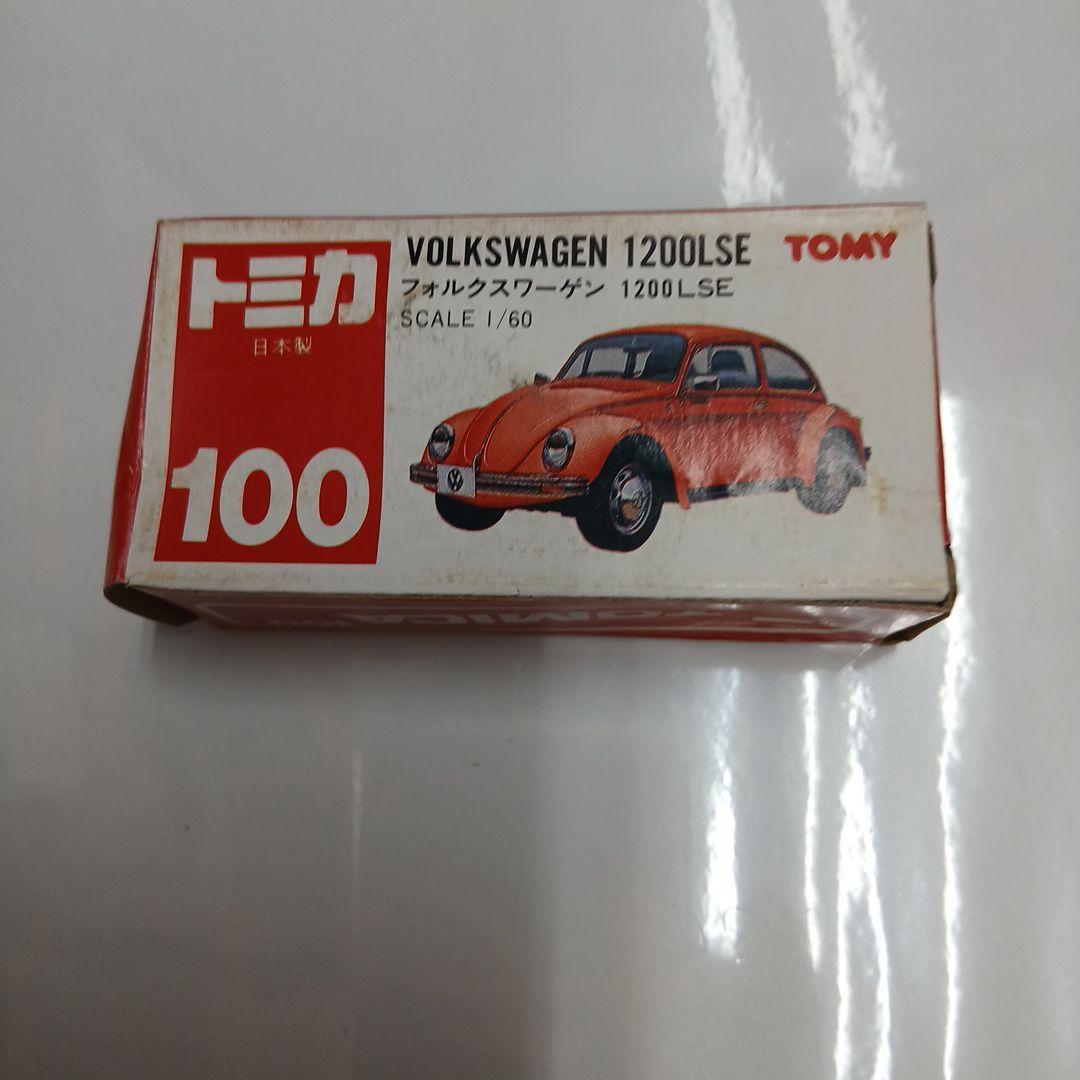 トミカ
日本製
100
VOLKSWAGEN 1200LSE
フォルクスワーゲン 1200LSE
SCALE 1/60
TOMY
TOMICA